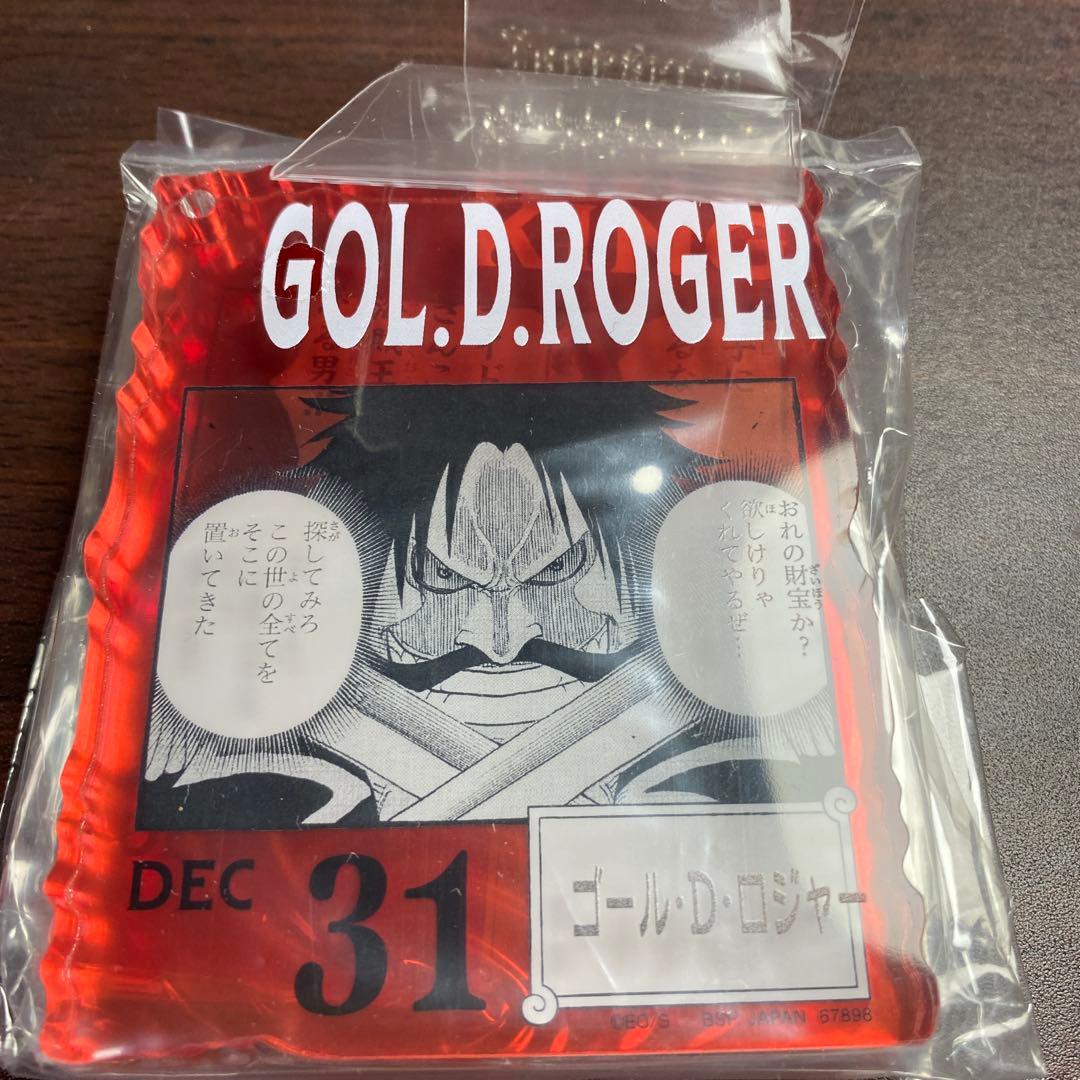 GOL.D.ROGER
おれの財宝か?
欲しけりゃ
くれてやるぜ…
探してみろ
この世の全てを
そこに
置いてきた
DEC 31
ゴール・D・ロジャー
©EO/S BSP JAPAN 67898